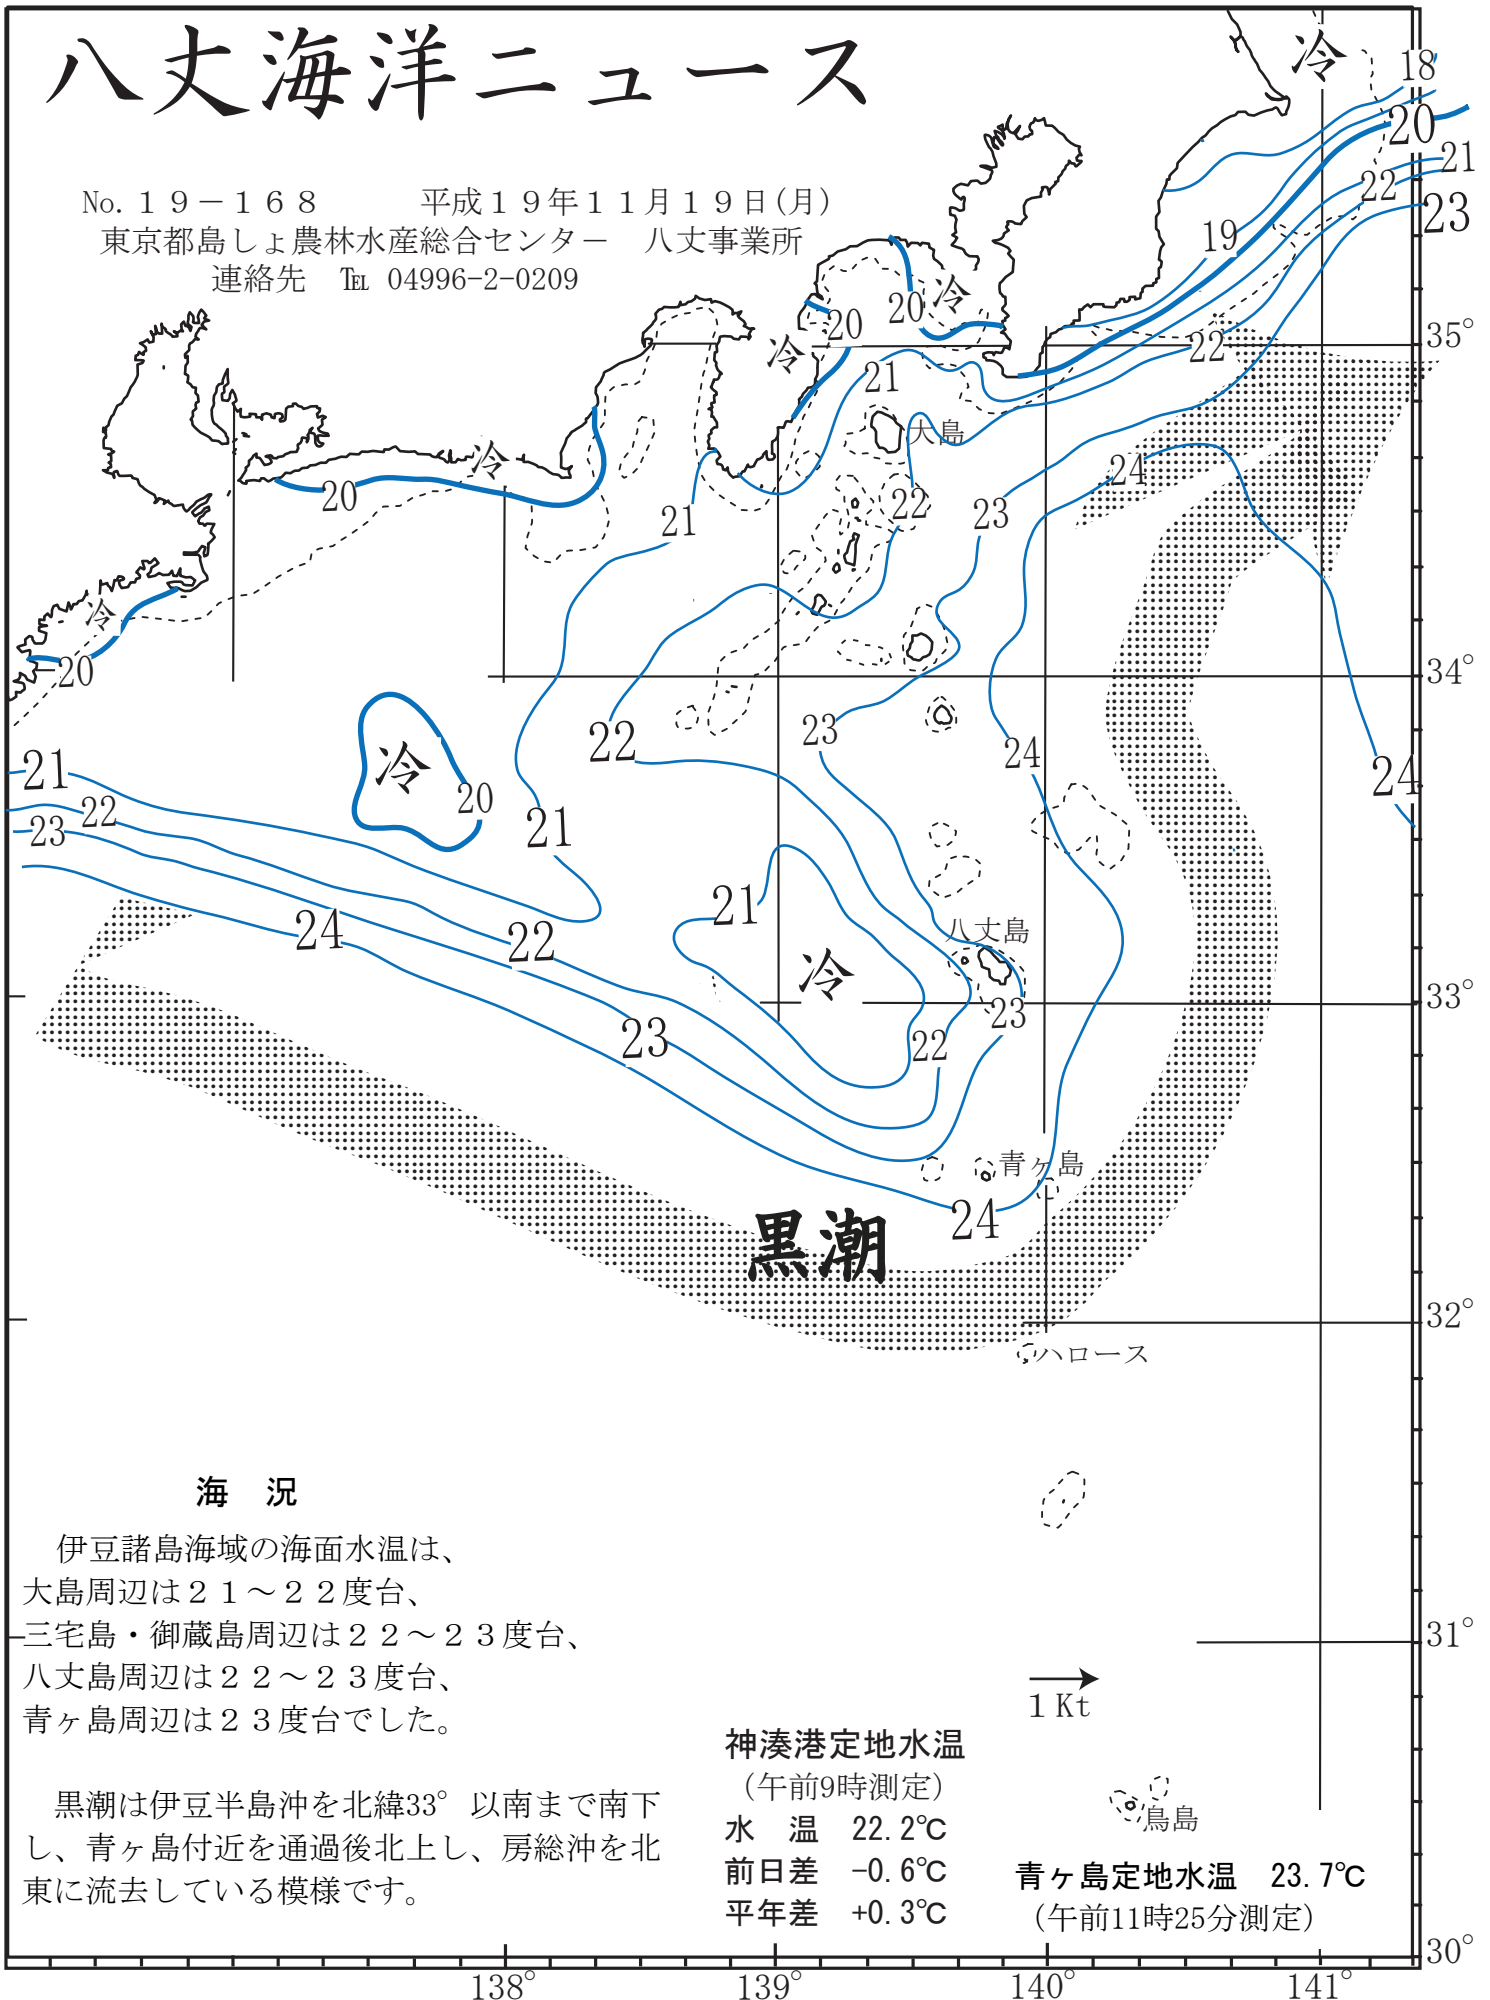 八丈海洋ニュース
No.１９－１６８　平成１９年１１月１９日(月)
東京都島しょ農林水産総合センター　八丈事業所
連絡先　℡ 04996-2-0209
冷
18
20
21
22
23
19
冷
20
20
冷
35°
22
21
大島
冷
20
24
22
23
21
冷
20
34°
22
23
24
24
21
冷
20
22
23
21
21
八丈島
24
22
冷
33°
23
23
22
青ヶ島
24
黒潮
32°
ハロース
海　況
伊豆諸島海域の海面水温は、
大島周辺は２１～２２度台、
三宅島・御蔵島周辺は２２～２３度台、
八丈島周辺は２２～２３度台、
青ヶ島周辺は２３度台でした。
黒潮は伊豆半島沖を北緯33°以南まで南下
し、青ヶ島付近を通過後北上し、房総沖を北
東に流去している模様です。
31°
1 Kt
神湊港定地水温
（午前9時測定）
水　温　22.2℃
前日差　-0.6℃
平年差　+0.3℃
鳥島
青ヶ島定地水温　23.7℃
（午前11時25分測定）
30°
138°
139°
140°
141°